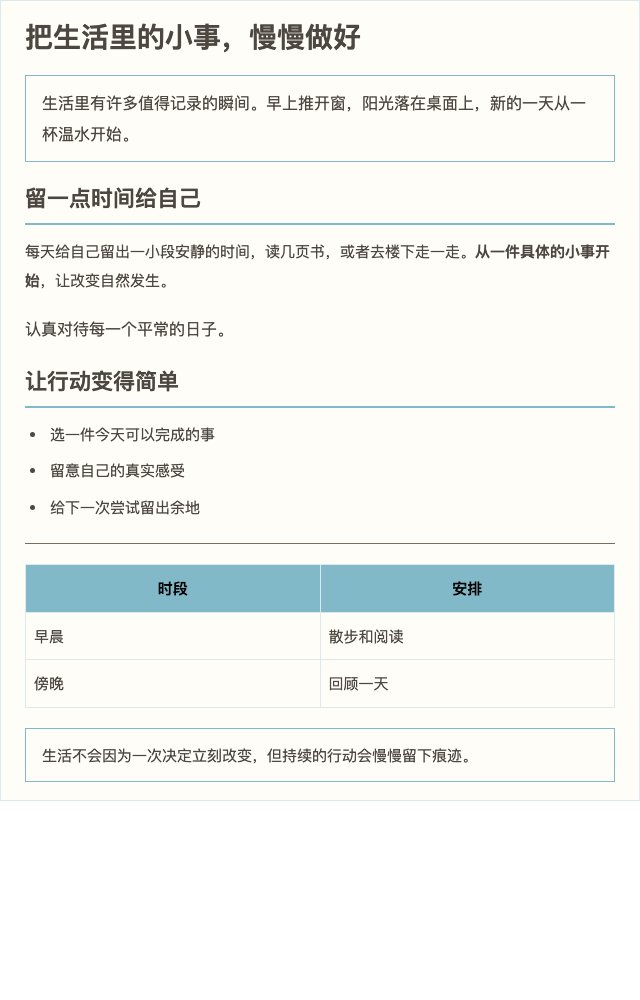 把生活里的小事，慢慢做好
生活里有许多值得记录的瞬间。早上推开窗，阳光落在桌面上，新的一天从一
杯温水开始。
留一点时间给自己
每天给自己留出一小段安静的时间，读几页书，或者去楼下走一走。从一件具体的小事开
始，让改变自然发生。
认真对待每一个平常的日子。
让行动变得简单
• 选一件今天可以完成的事
• 留意自己的真实感受
• 给下一次尝试留出余地
时段 安排
早晨 散步和阅读
傍晚 回顾一天
生活不会因为一次决定立刻改变，但持续的行动会慢慢留下痕迹。